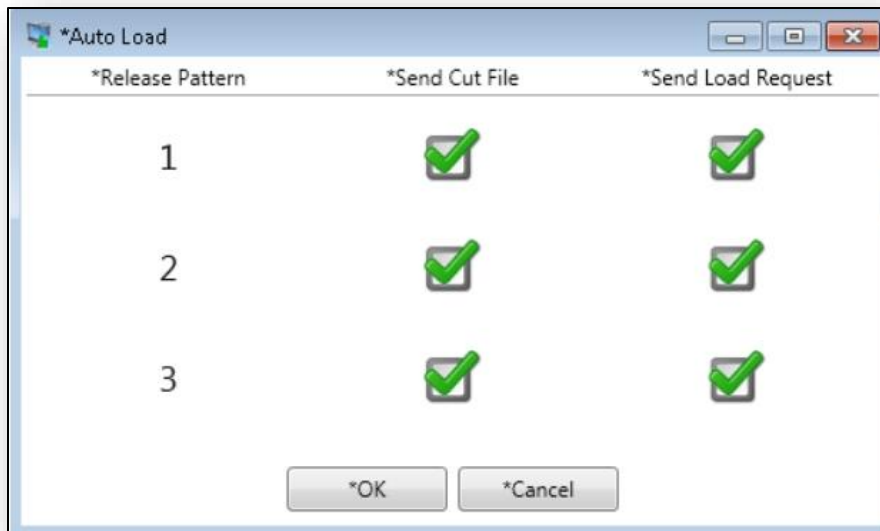 *Auto Load
*Release Pattern *Send Cut File *Send Load Request
1
2
3
*OK *Cancel